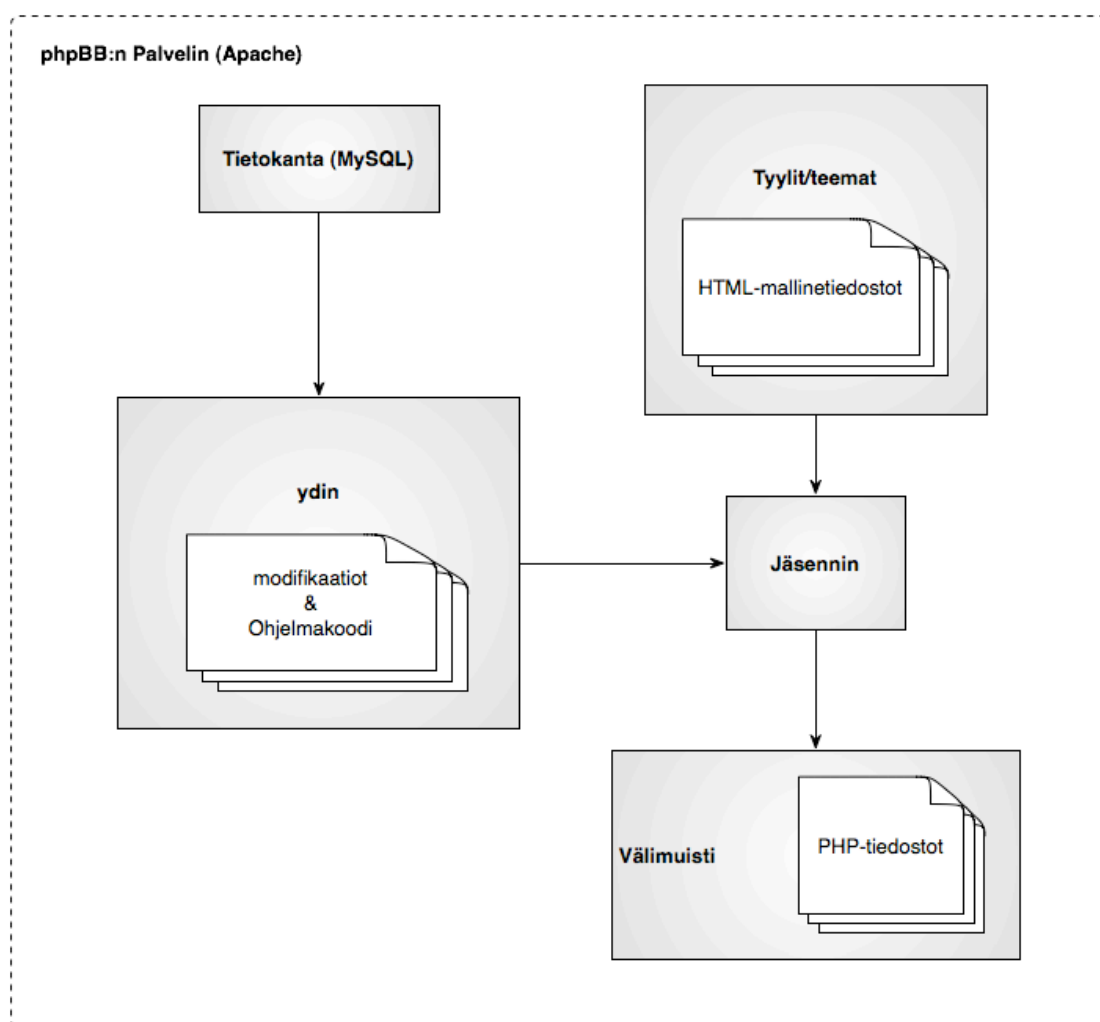 phpBB:n Palvelin (Apache)
Tietokanta (MySQL)
Tyylit/teemat
HTML-mallinetiedostot
ydin
modifikaatiot
&
Ohjelmakoodi
Jäsennin
Välimuisti
PHP-tiedostot